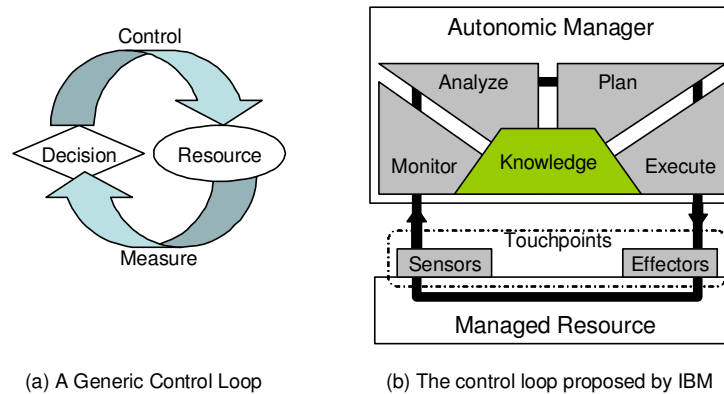 Control
Decision
Resource
Measure
(a) A Generic Control Loop
Autonomic Manager
Analyze
Plan
Monitor
Knowledge
Execute
Touchpoints
Sensors
Effectors
Managed Resource
(b) The control loop proposed by IBM